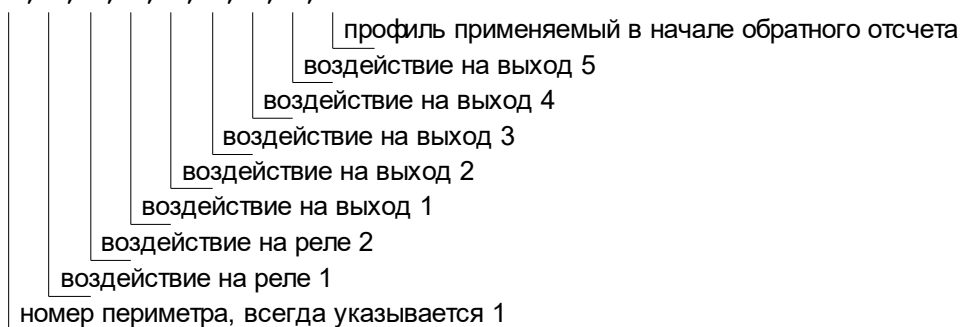 профиль применяемый в начале обратного отсчета
воздействие на выход 5
воздействие на выход 4
воздействие на выход 3
воздействие на выход 2
воздействие на выход 1
воздействие на реле 2
воздействие на реле 1
номер периметра, всегда указывается 1